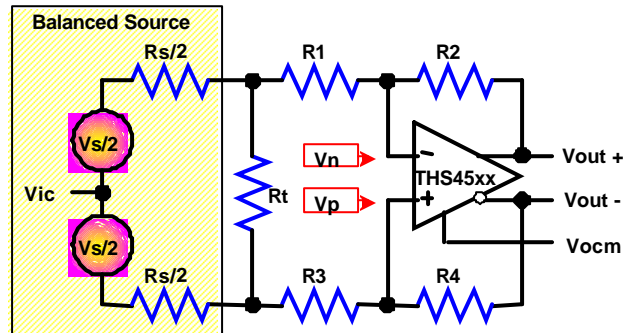 Balanced Source
Rs/2
R1
R2
Vs/2
Vn
THS45xx
Vout +
Vic
Rt
Vp
Vout -
Vs/2
Vocm
Rs/2
R3
R4
−
+